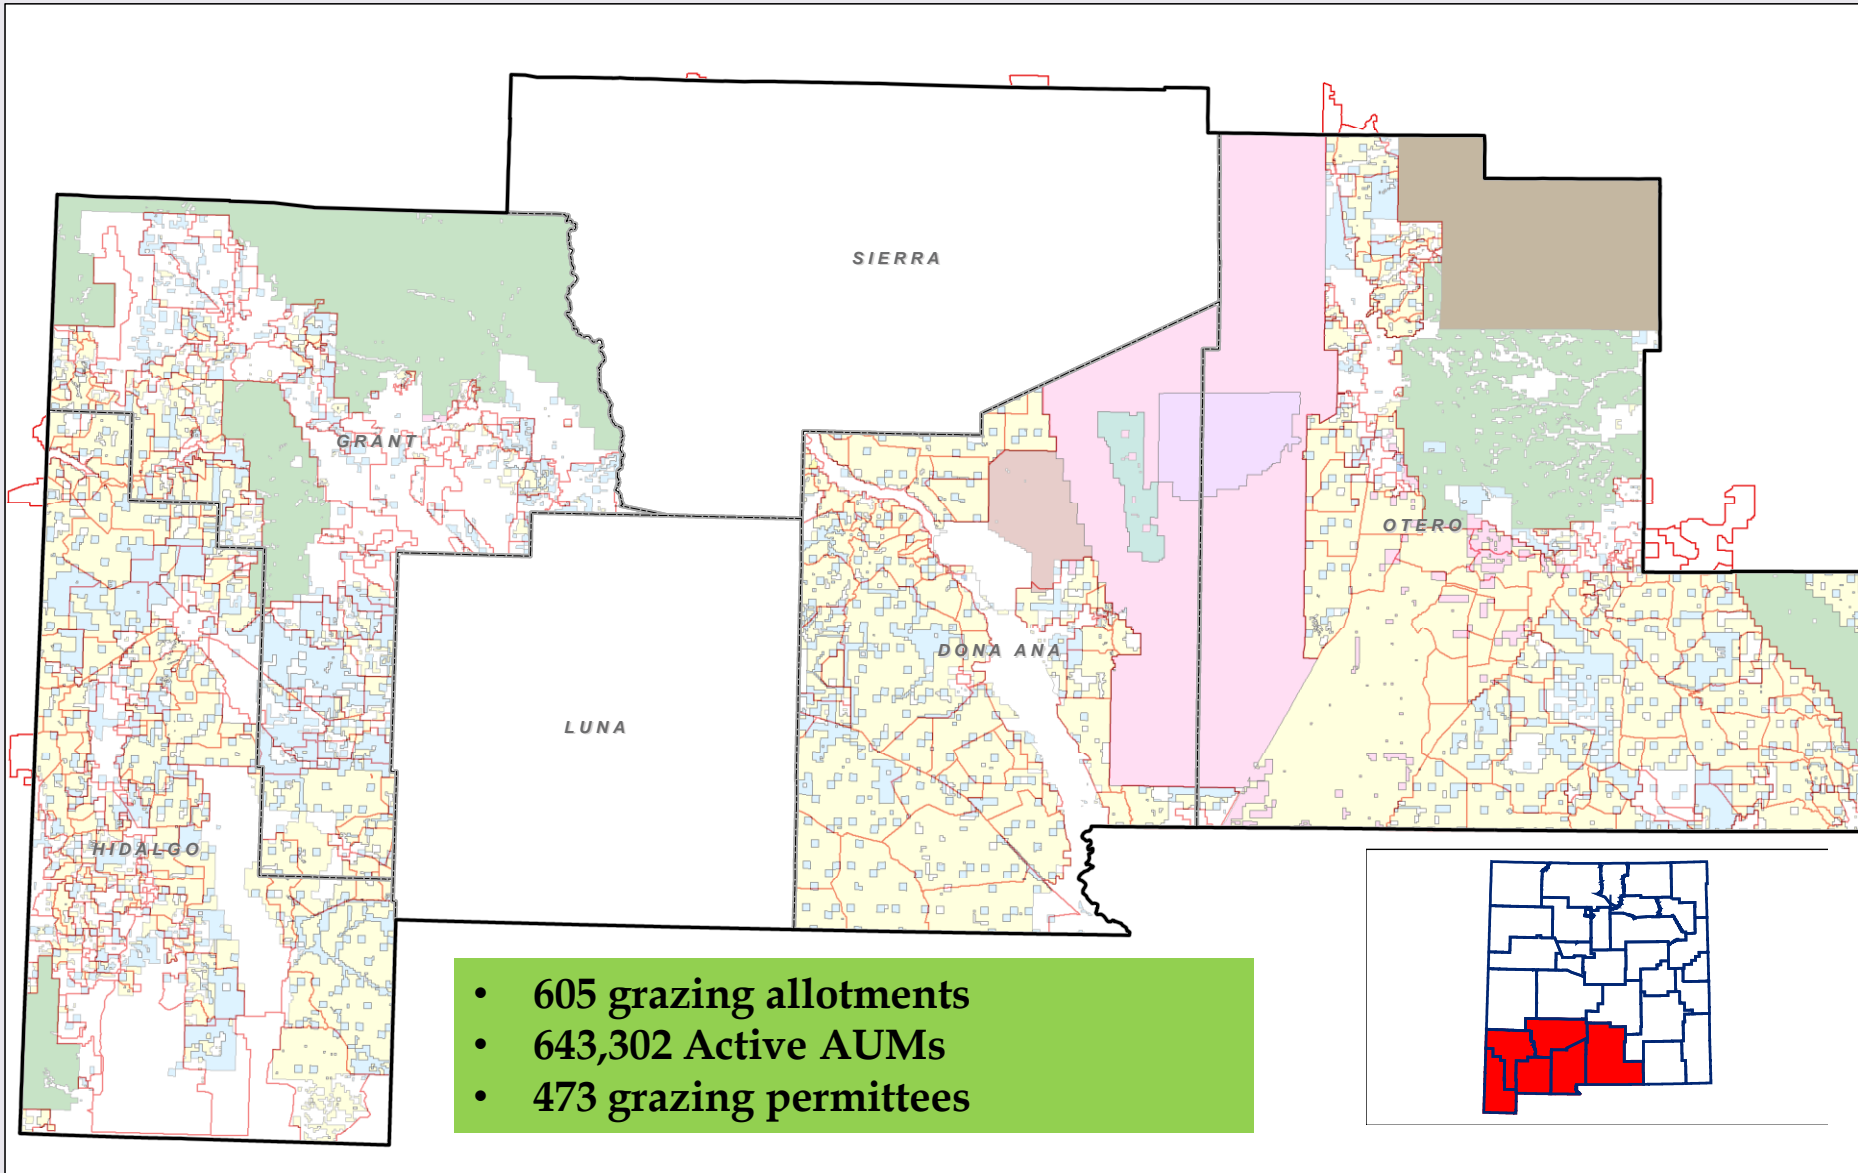 SIERRA
GRANT
OTERO
DONA ANA
LUNA
HIDALGO
• 605 grazing allotments
• 643,302 Active AUMs
• 473 grazing permittees